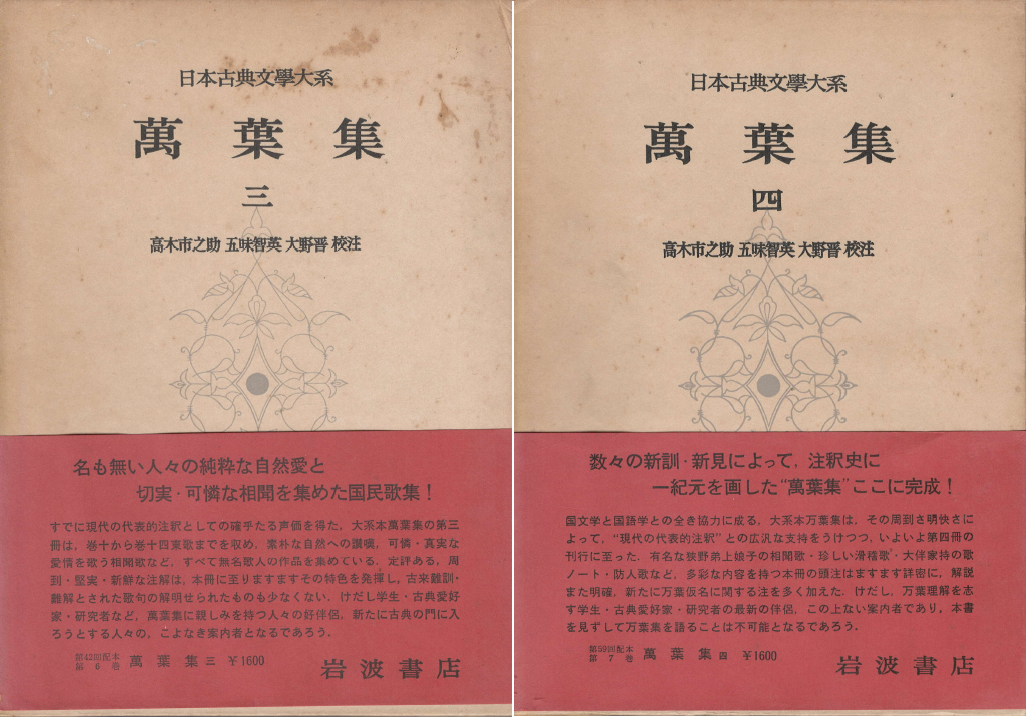 日本古典文學大系
萬葉集
三
高木市之助 五味智英 大野晋 校注
名も無い人々の純粋な自然愛と
切実・可憐な相聞を集めた国民歌集！
すでに現代の代表的注釈としての確乎たる声価を得た，大系本萬葉集の第三
冊は，巻十から巻十四東歌までを収め，素朴な自然への讃嘆，可憐・真実な
愛情を歌う相聞歌など，すべて無名歌人の作品を集めている．定評ある，周
到・堅実・新鮮な注解は，本冊に至りますますその特色を発揮し，古来難訓・
難解とされた歌句の解明せられたものも少なくない．けだし学生・古典愛好
家・研究者など，萬葉集に親しみを持つ人々の好伴侶，新たに古典の門に入
ろうとする人々の，こよなき案内者となるであろう．
第42回配本
第6巻
萬葉集 三 ￥1600
岩波書店
日本古典文學大系
萬葉集
四
高木市之助 五味智英 大野晋 校注
数々の新訓・新見によって，注釈史に
一紀元を画した“萬葉集”ここに完成！
国文学と国語学との全き協力に成る，大系本万葉集は，その周到さ明快さに
よって，“現代の代表的注釈”との広汎な支持をうけつつ，いよいよ第四冊の
刊行に至った．有名な狭野弟上娘子の相聞歌・珍しい滑稽歌・大伴家持の歌
ノート・防人歌など，多彩な内容を持つ本冊の頭注はますます詳密に，解説
また明確，新たに万葉仮名に関する注を多く加えた．けだし，万葉理解を志
す学生・古典愛好家・研究者の最新の伴侶，この上ない案内者であり，本書
を見ずして万葉集を語ることは不可能となるであろう．
第59回配本
第7巻
萬葉集 四 ￥1600
岩波書店